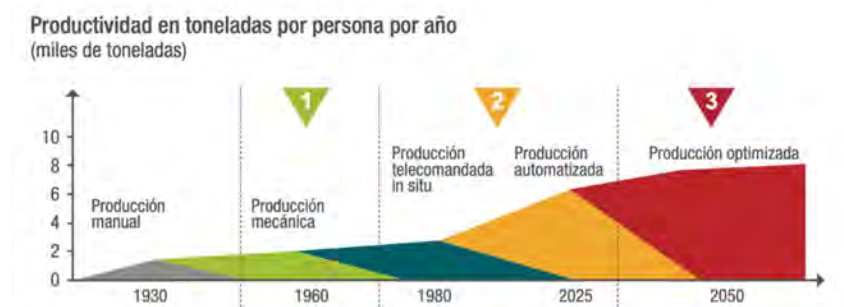 Productividad en toneladas por persona por año
(miles de toneladas)
1
2
3
10
8
6
4
2
0
Producción
manual
Producción
mecánica
Producción
telecomandada
in situ
Producción
automatizada
Producción optimizada
1930
1960
1980
2025
2050